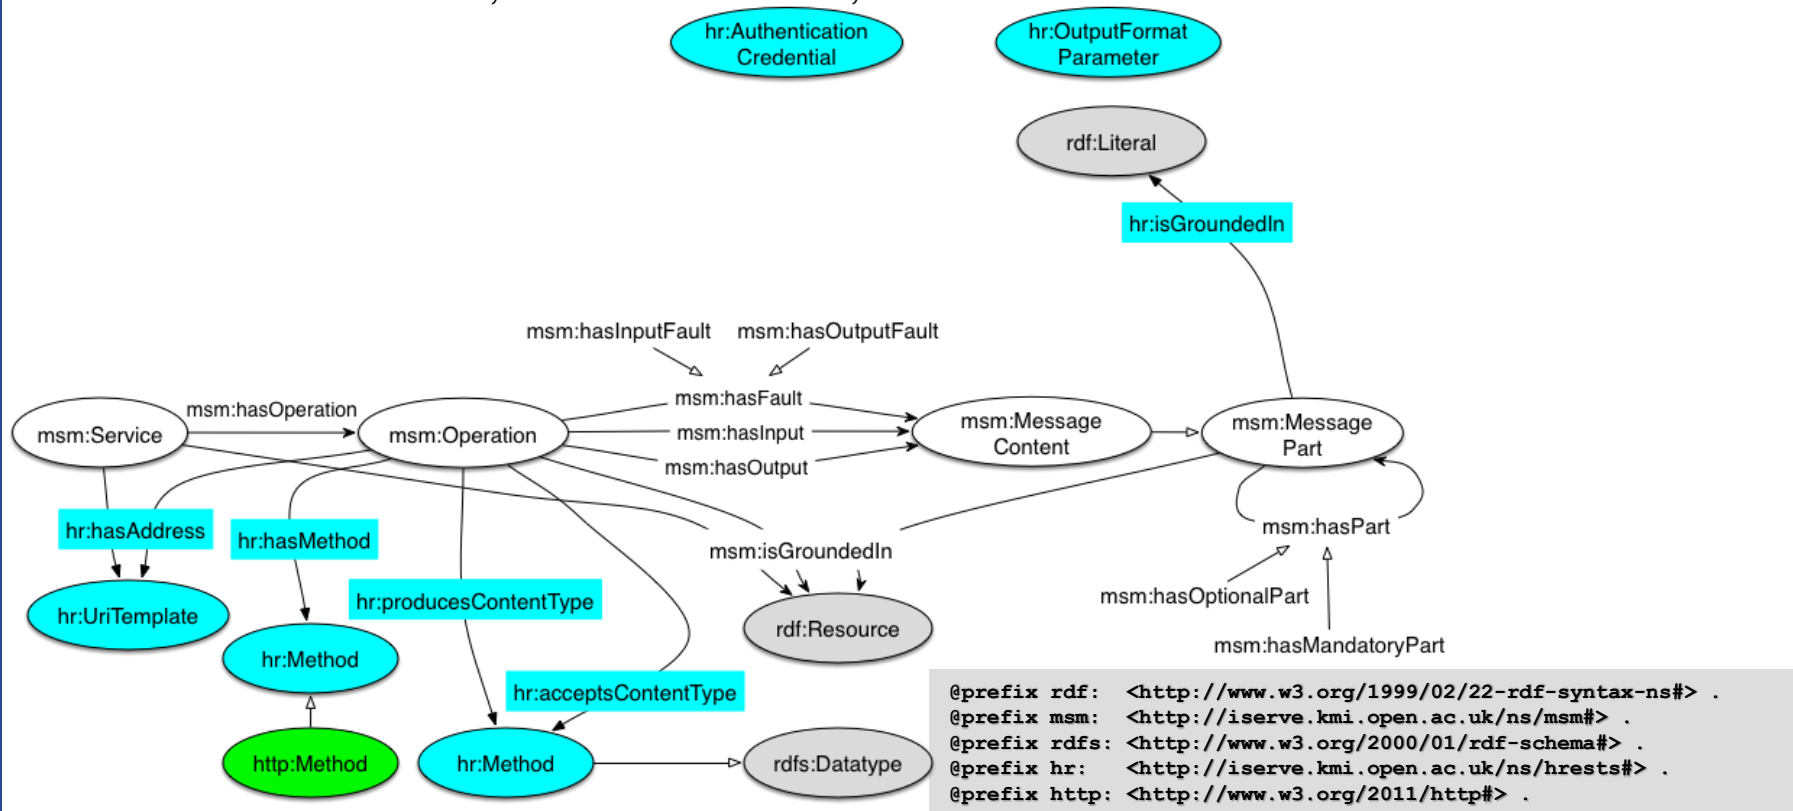 hr:Authentication
Credential
hr:OutputFormat
Parameter
rdf:Literal
hr:isGroundedIn
msm:hasInputFault
msm:hasOutputFault
msm:Service
msm:hasOperation
msm:Operation
msm:hasFault
msm:hasInput
msm:hasOutput
msm:Message
Content
msm:Message
Part
hr:hasAddress
hr:hasMethod
msm:isGroundedIn
msm:hasPart
hr:UriTemplate
hr:producesContentType
rdf:Resource
msm:hasOptionalPart
hr:Method
msm:hasMandatoryPart
hr:acceptsContentType
http:Method
hr:Method
rdfs:Datatype
@prefix rdf: <http://www.w3.org/1999/02/22-rdf-syntax-ns#> .
@prefix msm: <http://iserve.kmi.open.ac.uk/ns/msm#> .
@prefix rdfs: <http://www.w3.org/2000/01/rdf-schema#> .
@prefix hr: <http://iserve.kmi.open.ac.uk/ns/hrests#> .
@prefix http: <http://www.w3.org/2011/http#> .